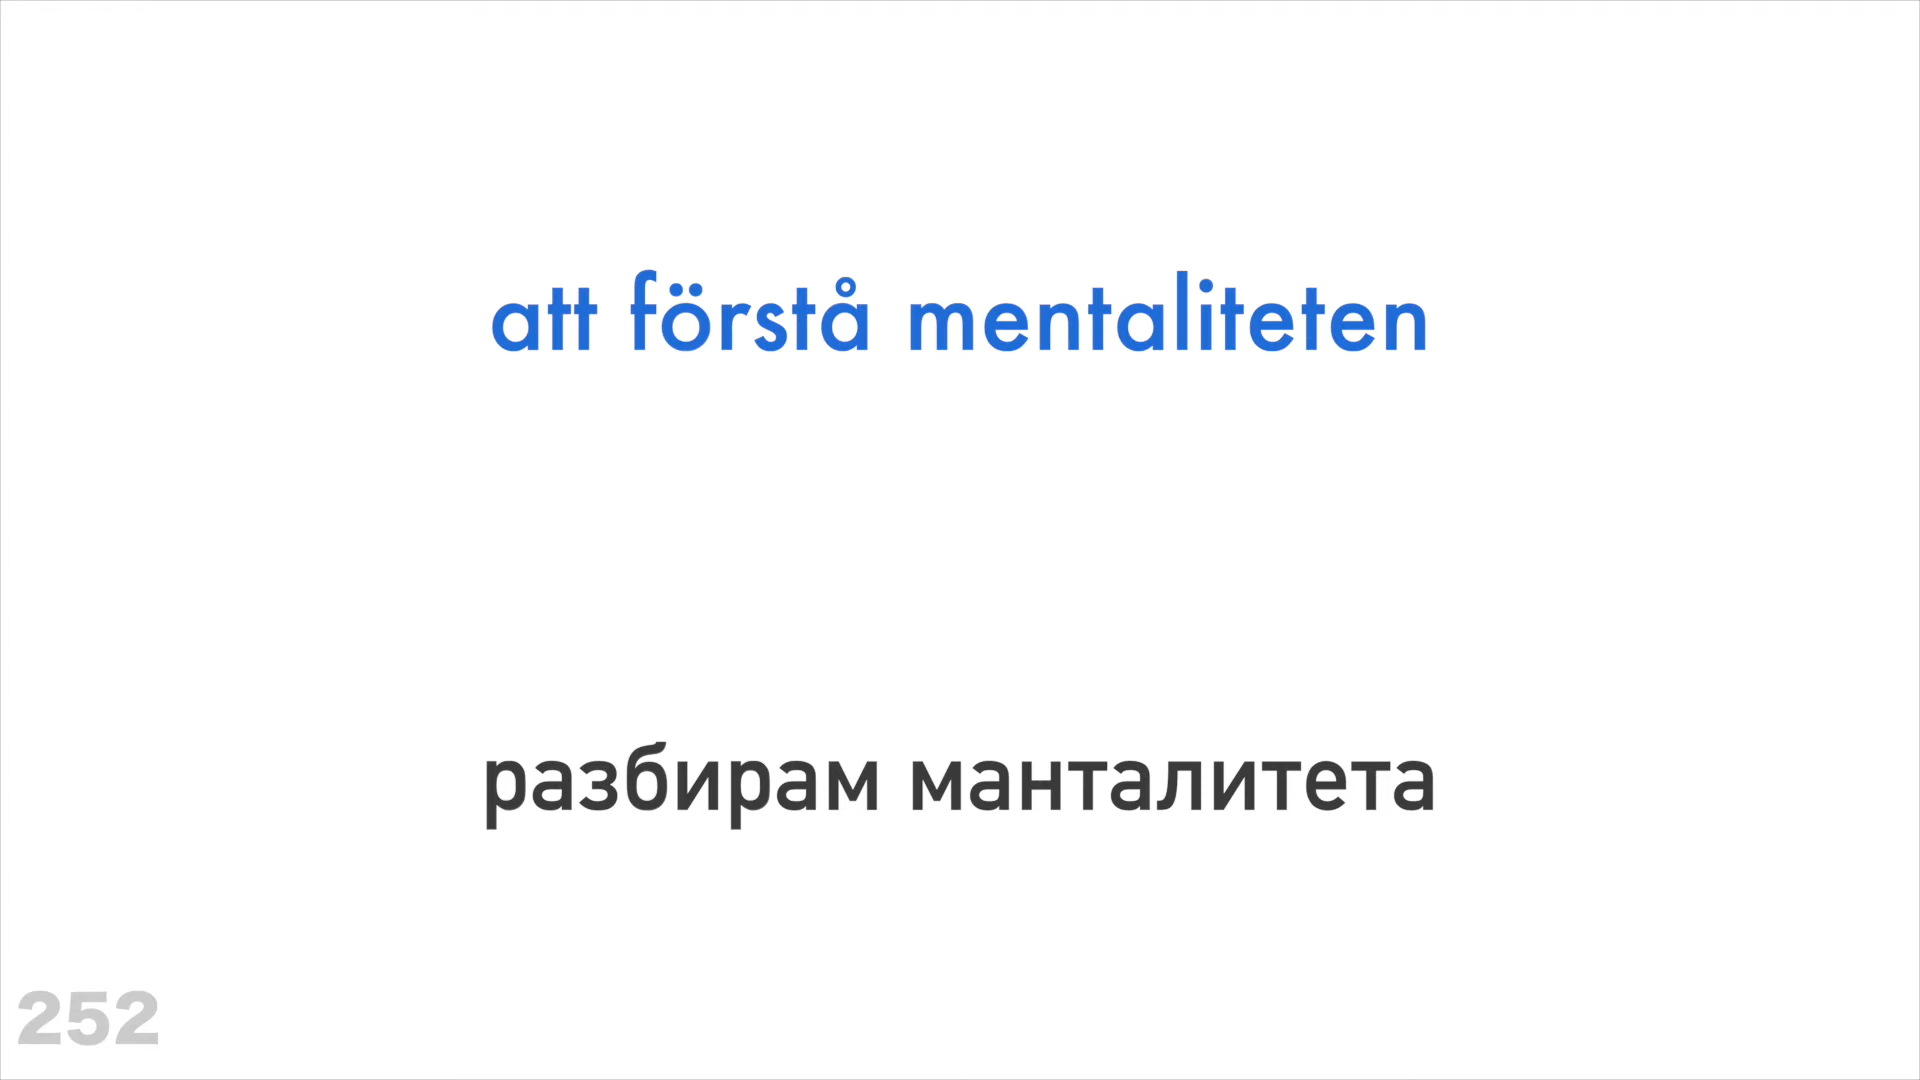 att förstå mentaliteten
разбирам манталитета
252